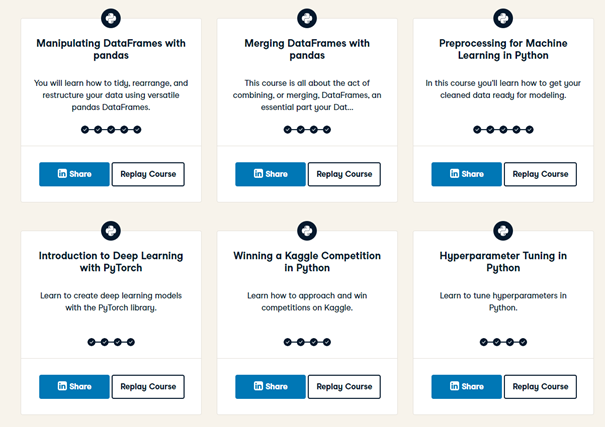 Manipulating DataFrames with
pandas
You will learn how to tidy, rearrange, and
restructure your data using versatile
pandas DataFrames.
in Share
Replay Course
Merging DataFrames with
pandas
This course is all about the act of
combining, or merging, DataFrames, an
essential part your Dat...
in Share
Replay Course
Preprocessing for Machine
Learning in Python
In this course you'll learn how to get your
cleaned data ready for modeling.
in Share
Replay Course
Introduction to Deep Learning
with PyTorch
Learn to create deep learning models
with the PyTorch library.
in Share
Replay Course
Winning a Kaggle Competition
in Python
Learn how to approach and win
competitions on Kaggle.
in Share
Replay Course
Hyperparameter Tuning in
Python
Learn to tune hyperparameters in
Python.
in Share
Replay Course